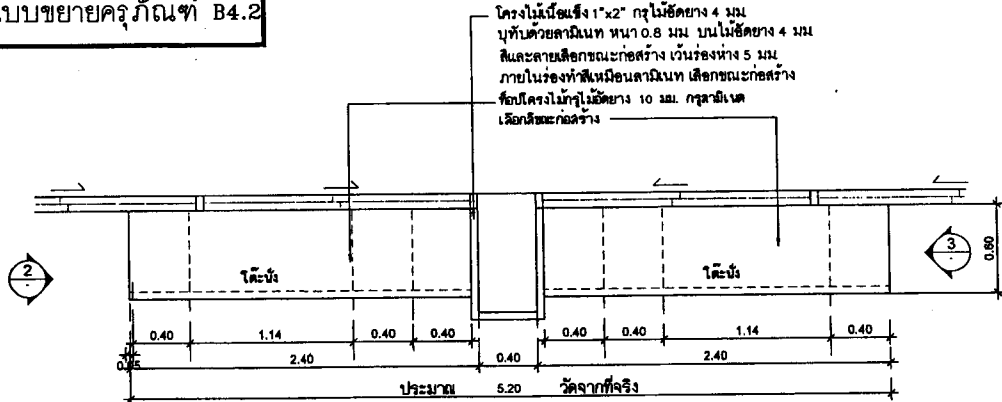 แบบขยายครุภัณฑ์ B4.2
โครงไม้เนื้อแข็ง 1"x2" กรุไม้อัดยาง 4 มม
บุทับด้วยลามิเนท หนา 0.8 มม บนไม้อัดยาง 4 มม
สีและลายเลือกขณะก่อสร้าง เว้นร่องห่าง 5 มม
ภายในร่องทำสีเหมือนลามิเนท เลือกขณะก่อสร้าง
ท็อปโครงไม้กรุไม้อัดยาง 10 มม. กรุลามิเนต
เลือกสีขณะก่อสร้าง
2
-
โต๊ะนั่ง
โต๊ะนั่ง
3
-
0.60
0.40 1.14 0.40 0.40 0.40 0.40 1.14 0.40
2.40 0.40 2.40
ประมาณ 5.20 วัดจากที่จริง